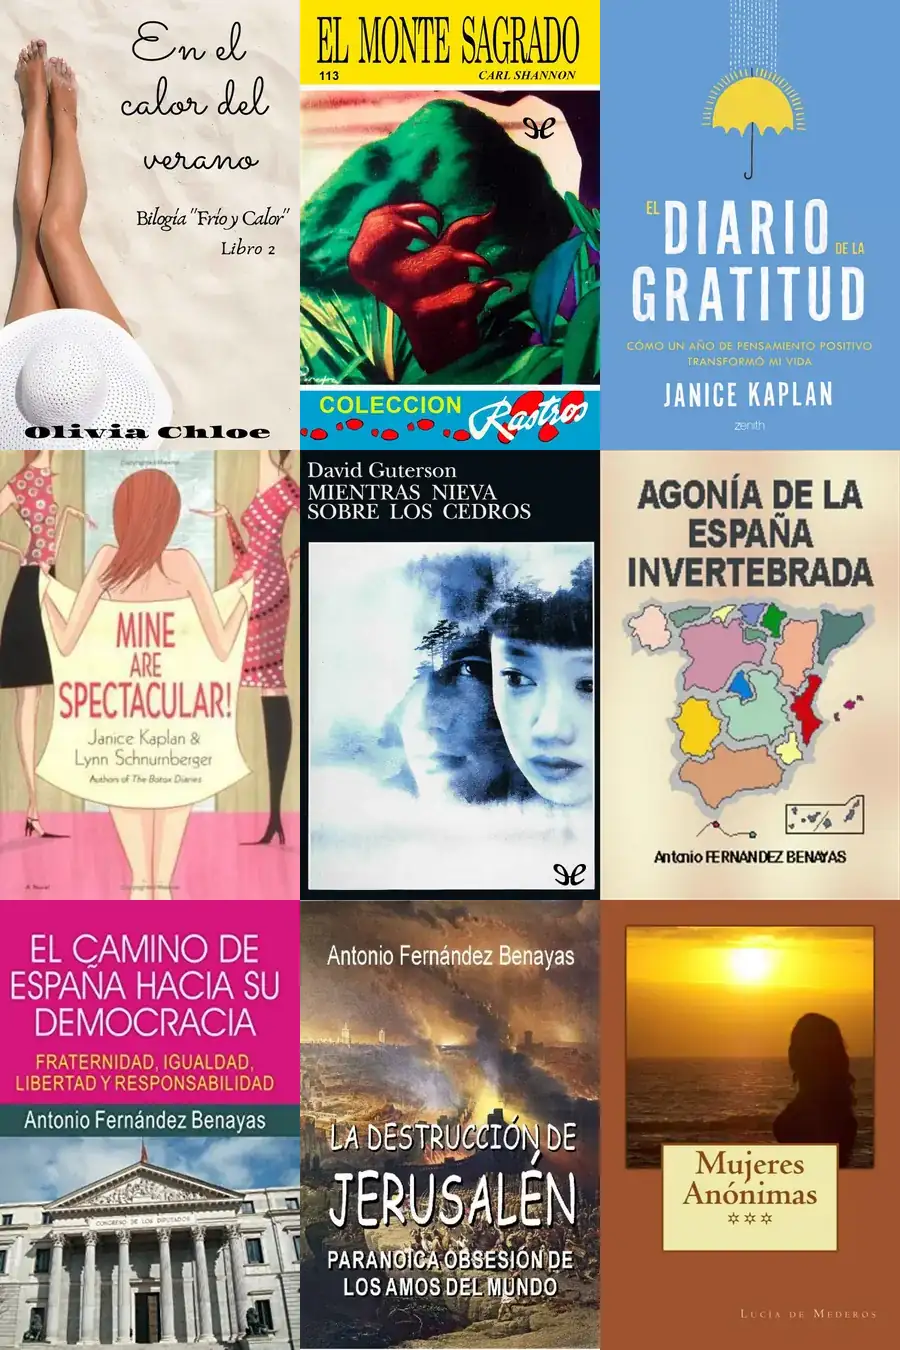 En el
calor del
verano
Bilogía "Frío y Calor"
Libro 2
Olivia Chloe
EL MONTE SAGRADO
113
CARL SHANNON
COLECCION
Rastros
EL
DIARIO
DE LA
GRATITUD
CÓMO UN AÑO DE PENSAMIENTO POSITIVO
TRANSFORMÓ MI VIDA
JANICE KAPLAN
zenith
Copyrighted Material
MINE
ARE
SPECTACULAR!
Janice Kaplan &
Lynn Schnurnberger
Authors of The Botox Diaries
A Novel
Copyrighted Material
David Guterson
MIENTRAS NIEVA
SOBRE LOS CEDROS
AGONÍA DE LA
ESPAÑA
INVERTEBRADA
Antonio FERNANDEZ BENAYAS
EL CAMINO DE
ESPAÑA HACIA SU
DEMOCRACIA
FRATERNIDAD, IGUALDAD,
LIBERTAD Y RESPONSABILIDAD
Antonio Fernández Benayas
CONGRESO DE LOS DIPUTADOS
Antonio Fernández Benayas
LA DESTRUCCIÓN DE
JERUSALÉN
PARANOICA OBSESIÓN DE
LOS AMOS DEL MUNDO
Mujeres
Anónimas
LUCÍA DE MEDEROS